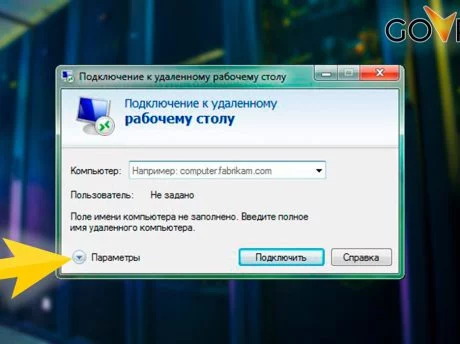 Подключение к удаленному рабочему столу
Подключение к удаленному
рабочему столу
Компьютер: Например: computer.fabrikam.com
Пользователь: Не задано
Поле имени компьютера не заполнено. Введите полное
имя удаленного компьютера.
Параметры Подключить Справка